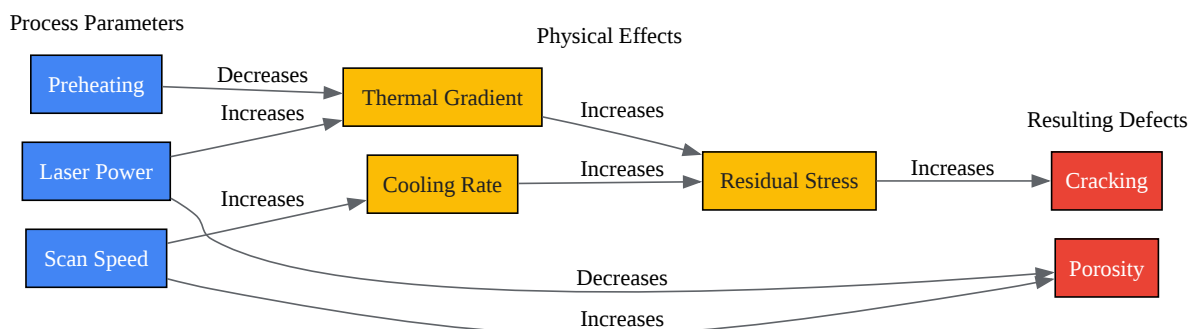 Process Parameters
Physical Effects
Preheating
Decreases
Thermal Gradient
Increases
Increases
Resulting Defects
Laser Power
Cooling Rate
Increases
Residual Stress
Increases
Cracking
Increases
Scan Speed
Decreases
Porosity
Increases